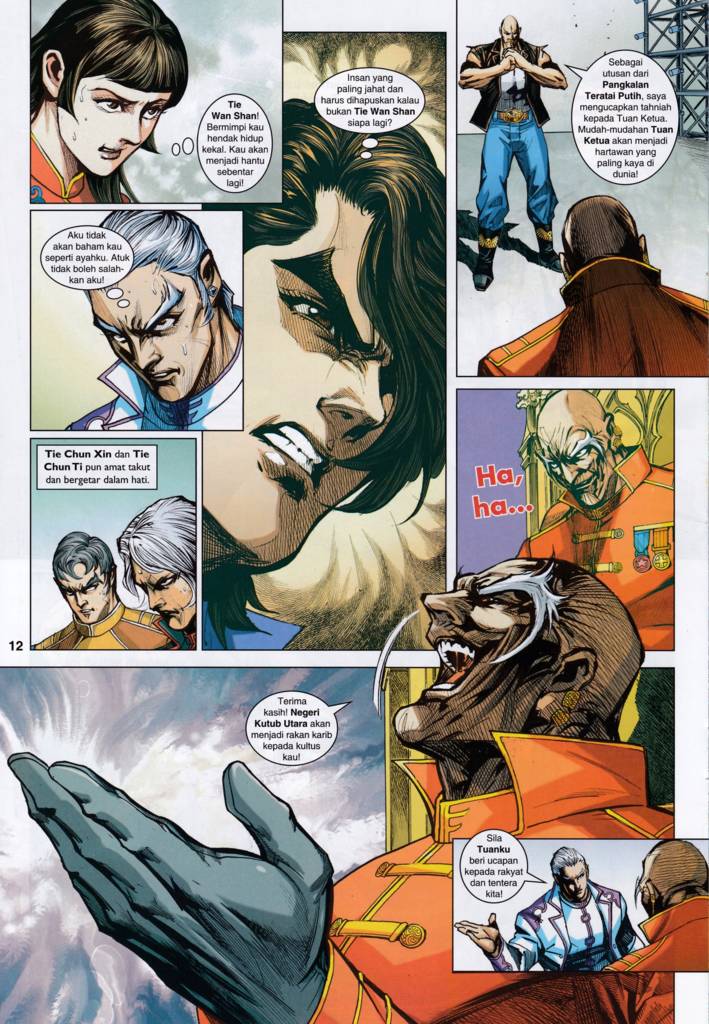 Tie
Wan Shan!
Bermimpi kau
hendak hidup
kekal. Kau akan
menjadi hantu
sebentar
lagi!
Insan yang
paling jahat dan
harus dihapuskan kalau
bukan Tie Wan Shan
siapa lagi?
Sebagai
utusan dari
Pangkalan
Teratai Putih, saya
mengucapkan tahniah
kepada Tuan Ketua.
Mudah-mudahan Tuan
Ketua akan menjadi
hartawan yang
paling kaya di
dunia!
Aku tidak
akan baham kau
seperti ayahku. Atuk
tidak boleh salah-
kan aku!
Tie Chun Xin dan Tie
Chun Ti pun amat takut
dan bergetar dalam hati.
Ha,
ha...
12
Terima
kasih! Negeri
Kutub Utara akan
menjadi rakan karib
kepada kultus
kau!
Sila
Tuanku
beri ucapan
kepada rakyat
dan tentera
kita!